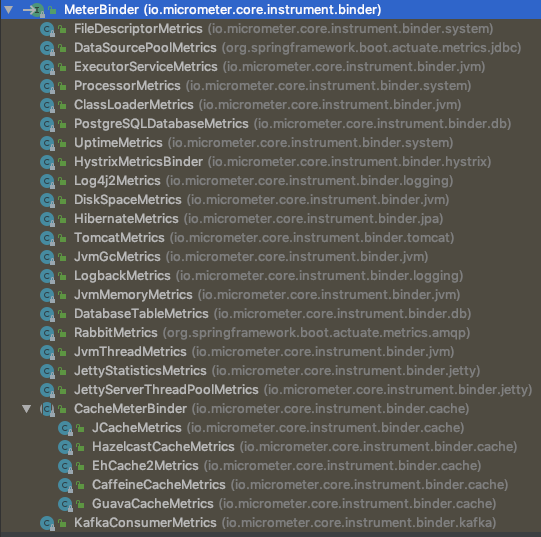 MeterBinder (io.micrometer.core.instrument.binder)
FileDescriptorMetrics (io.micrometer.core.instrument.binder.system)
DataSourcePoolMetrics (org.springframework.boot.actuate.metrics.jdbc)
ExecutorServiceMetrics (io.micrometer.core.instrument.binder.jvm)
ProcessorMetrics (io.micrometer.core.instrument.binder.system)
ClassLoaderMetrics (io.micrometer.core.instrument.binder.jvm)
PostgreSQLDatabaseMetrics (io.micrometer.core.instrument.binder.db)
UptimeMetrics (io.micrometer.core.instrument.binder.system)
HystrixMetricsBinder (io.micrometer.core.instrument.binder.hystrix)
Log4j2Metrics (io.micrometer.core.instrument.binder.logging)
DiskSpaceMetrics (io.micrometer.core.instrument.binder.jvm)
HibernateMetrics (io.micrometer.core.instrument.binder.jpa)
TomcatMetrics (io.micrometer.core.instrument.binder.tomcat)
JvmGcMetrics (io.micrometer.core.instrument.binder.jvm)
LogbackMetrics (io.micrometer.core.instrument.binder.logging)
JvmMemoryMetrics (io.micrometer.core.instrument.binder.jvm)
DatabaseTableMetrics (io.micrometer.core.instrument.binder.db)
RabbitMetrics (org.springframework.boot.actuate.metrics.amqp)
JvmThreadMetrics (io.micrometer.core.instrument.binder.jvm)
JettyStatisticsMetrics (io.micrometer.core.instrument.binder.jetty)
JettyServerThreadPoolMetrics (io.micrometer.core.instrument.binder.jetty)
CacheMeterBinder (io.micrometer.core.instrument.binder.cache)
JCacheMetrics (io.micrometer.core.instrument.binder.cache)
HazelcastCacheMetrics (io.micrometer.core.instrument.binder.cache)
EhCache2Metrics (io.micrometer.core.instrument.binder.cache)
CaffeineCacheMetrics (io.micrometer.core.instrument.binder.cache)
GuavaCacheMetrics (io.micrometer.core.instrument.binder.cache)
KafkaConsumerMetrics (io.micrometer.core.instrument.binder.kafka)